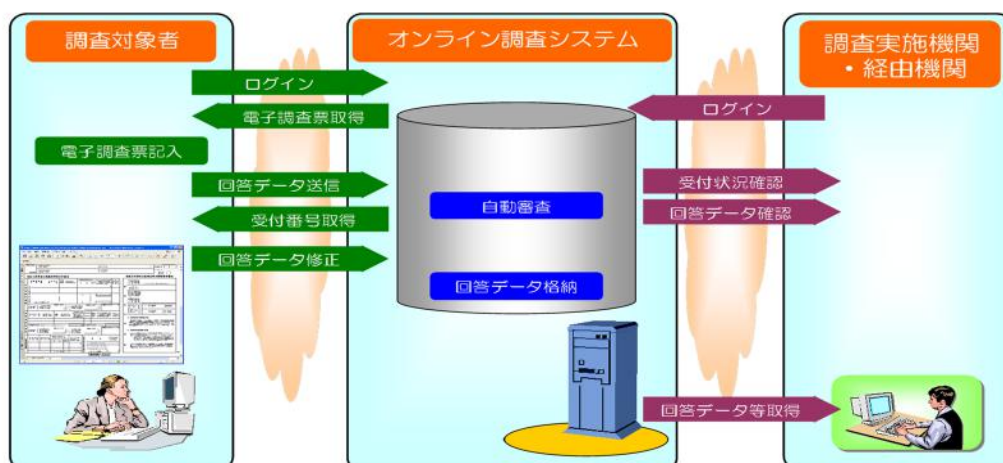 調査対象者
オンライン調査システム
調査実施機関
・経由機関
ログイン
電子調査票取得
電子調査票記入
回答データ送信
受付番号取得
回答データ修正
自動審査
回答データ格納
ログイン
受付状況確認
回答データ確認
回答データ等取得